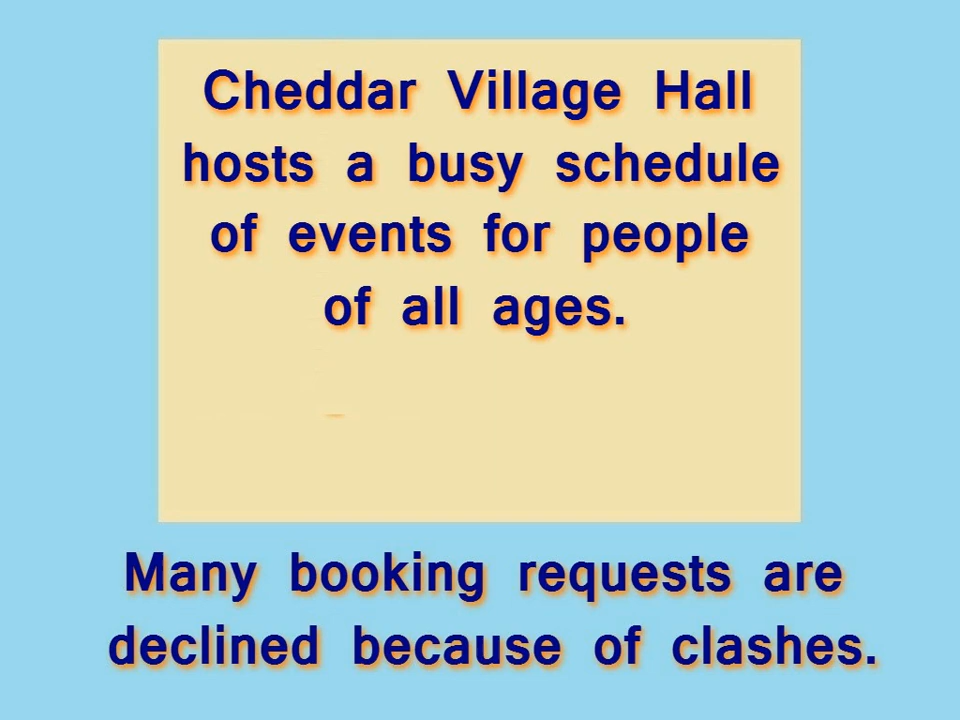 Cheddar Village Hall
hosts a busy schedule
of events for people
of all ages.
Many booking requests are
declined because of clashes.